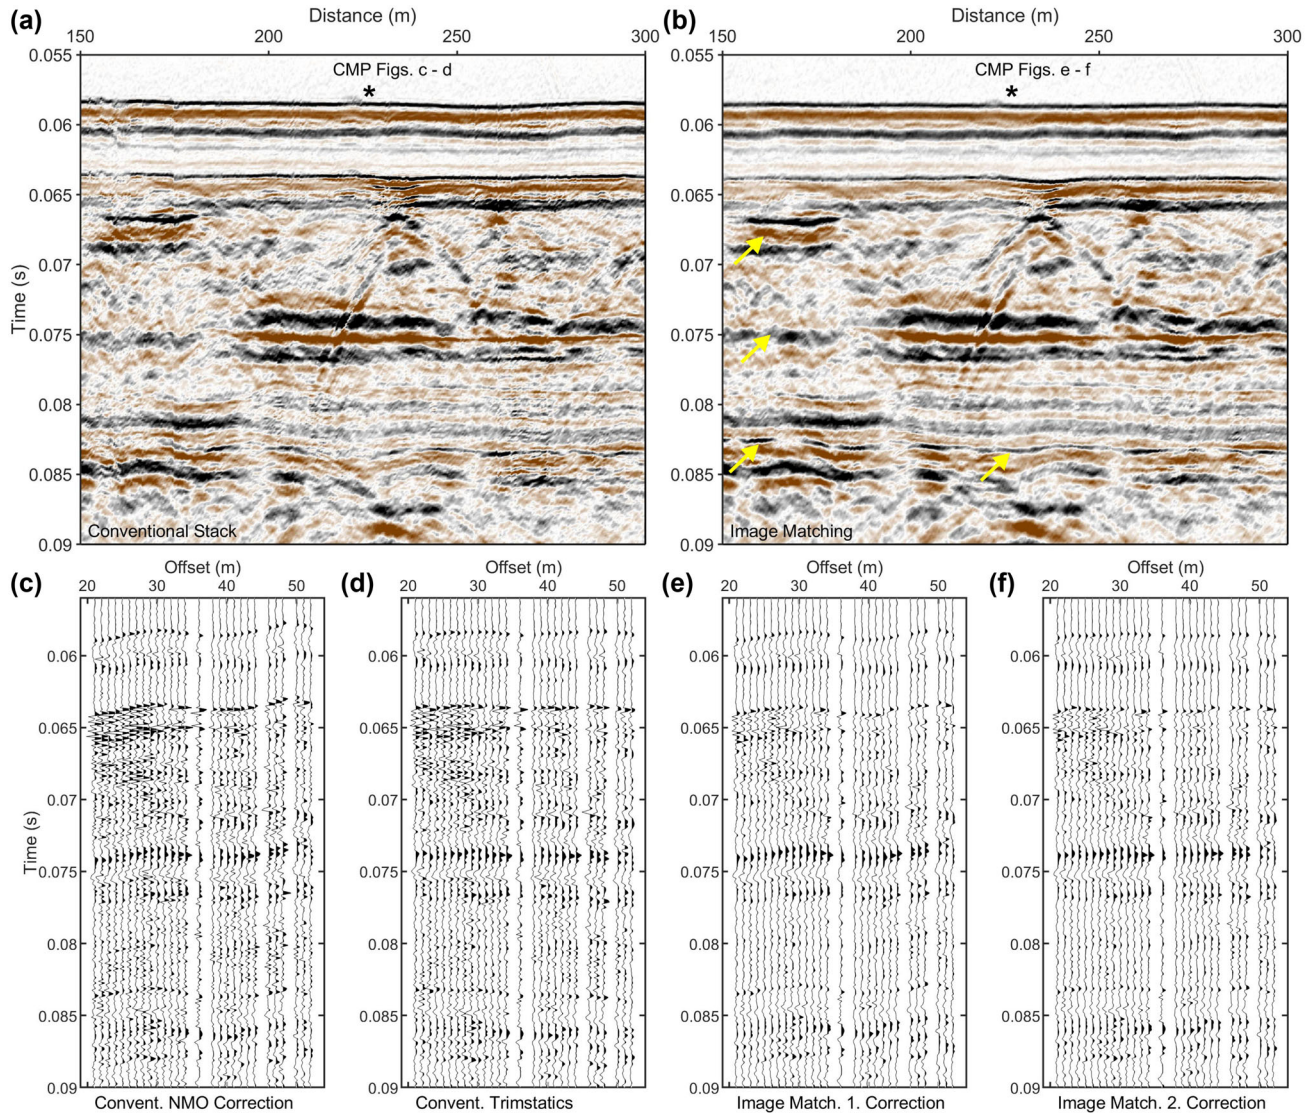 (a)
Distance (m)
150 200 250 300
0.055
0.06
0.065
0.07
0.075
0.08
0.085
0.09
Time (s)
CMP Figs. c - d
*
Conventional Stack
(b)
Distance (m)
150 200 250 300
0.055
0.06
0.065
0.07
0.075
0.08
0.085
0.09
CMP Figs. e - f
*
Image Matching
(c)
Offset (m)
20 30 40 50
0.06
0.065
0.07
0.075
0.08
0.085
0.09
Time (s)
Convent. NMO Correction
(d)
Offset (m)
20 30 40 50
0.06
0.065
0.07
0.075
0.08
0.085
0.09
Convent. Trimstatics
(e)
Offset (m)
20 30 40 50
0.06
0.065
0.07
0.075
0.08
0.085
0.09
Image Match. 1. Correction
(f)
Offset (m)
20 30 40 50
0.06
0.065
0.07
0.075
0.08
0.085
0.09
Image Match. 2. Correction